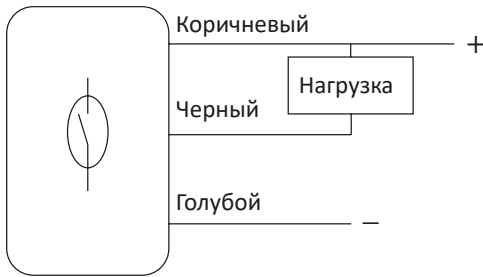 Коричневый
+
Нагрузка
Черный
Голубой
–